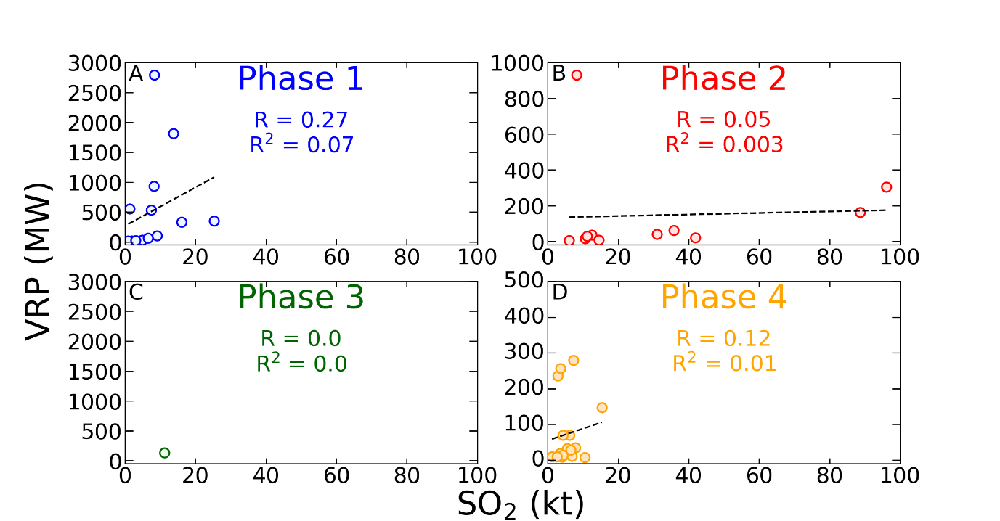 A
Phase 1
R = 0.27
R² = 0.07
3000
2500
2000
1500
1000
500
0
0 20 40 60 80 100
B
Phase 2
R = 0.05
R² = 0.003
1000
800
600
400
200
0
0 20 40 60 80 100
C
Phase 3
R = 0.0
R² = 0.0
3000
2500
2000
1500
1000
500
0
0 20 40 60 80 100
D
Phase 4
R = 0.12
R² = 0.01
500
400
300
200
100
0
0 20 40 60 80 100
VRP (MW)
SO₂ (kt)